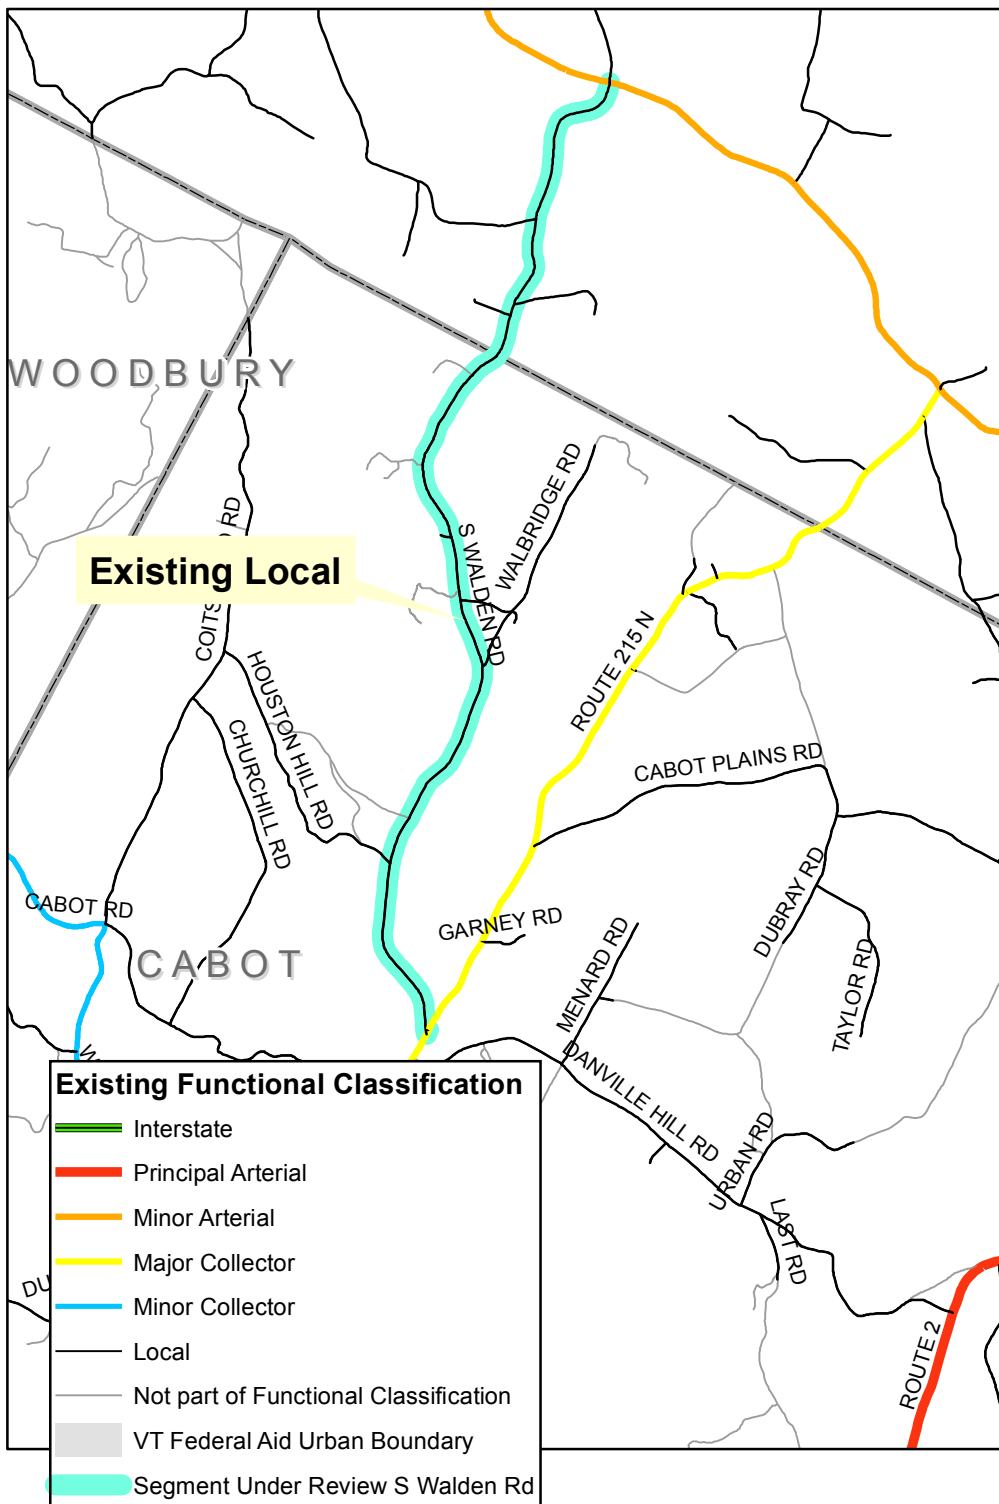 WOODBURY
WALBRIDGE RD
S WALDEN RD
Existing Local
ROUTE 215 N
HOUSTON HILL RD
CHURCHILL RD
CABOT PLAINS RD
CABOT RD
GARNEY RD
DUBRAY RD
CABOT
MENARD RD
TAYLOR RD
DANVILLE HILL RD
URBAN RD
LAST RD
ROUTE 2
Existing Functional Classification
Interstate
Principal Arterial
Minor Arterial
Major Collector
Minor Collector
Local
Not part of Functional Classification
VT Federal Aid Urban Boundary
Segment Under Review S Walden Rd